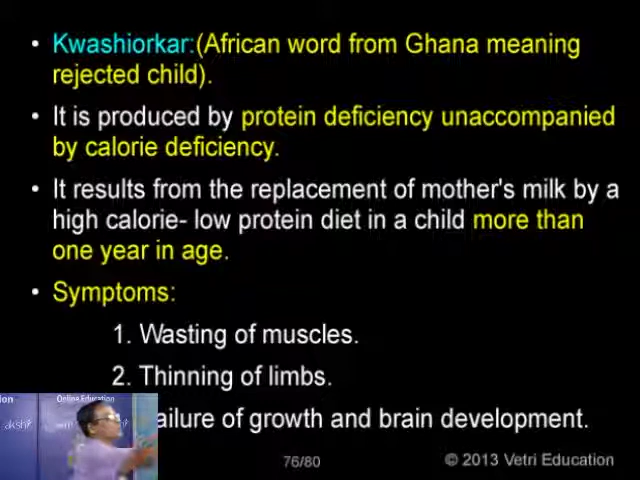 • Kwashiorkar:(African word from Ghana meaning
rejected child).
• It is produced by protein deficiency unaccompanied
by calorie deficiency.
• It results from the replacement of mother's milk by a
high calorie- low protein diet in a child more than
one year in age.
• Symptoms:
1. Wasting of muscles.
2. Thinning of limbs.
ailure of growth and brain development.
Online Education
76/80
© 2013 Vetri Education